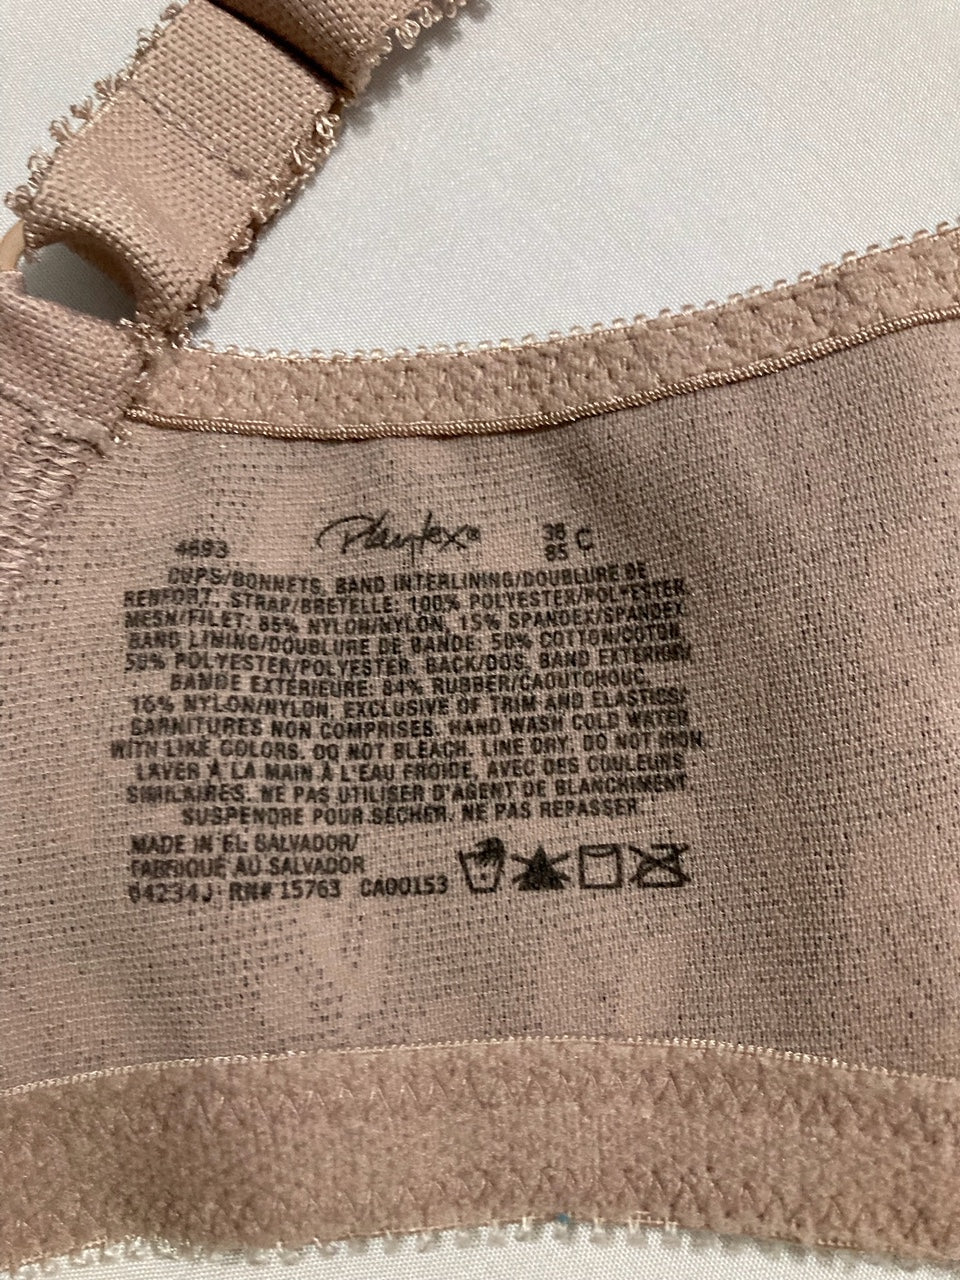 4693 Playtex® 38 C
85
CUPS/BONNETS, BAND INTERLINING/DOUBLURE DE
RENFORT, STRAP/BRETELLE: 100% POLYESTER/POLYESTER.
MESH/FILET: 85% NYLON/NYLON, 15% SPANDEX/SPANDEX.
BAND LINING/DOUBLURE DE BANDE: 50% COTTON/COTON,
50% POLYESTER/POLYESTER. BACK/DOS, BAND EXTERIOR/
BANDE EXTÉRIEURE: 84% RUBBER/CAOUTCHOUC,
16% NYLON/NYLON. EXCLUSIVE OF TRIM AND ELASTICS/
GARNITURES NON COMPRISES. HAND WASH COLD WATER
WITH LIKE COLORS. DO NOT BLEACH. LINE DRY. DO NOT IRON.
LAVER À LA MAIN À L'EAU FROIDE, AVEC DES COULEURS
SIMILAIRES. NE PAS UTILISER D'AGENT DE BLANCHIMENT.
SUSPENDRE POUR SÉCHER. NE PAS REPASSER.
MADE IN EL SALVADOR/
FABRIQUÉ AU SALVADOR
04234J RN# 15763 CA00153